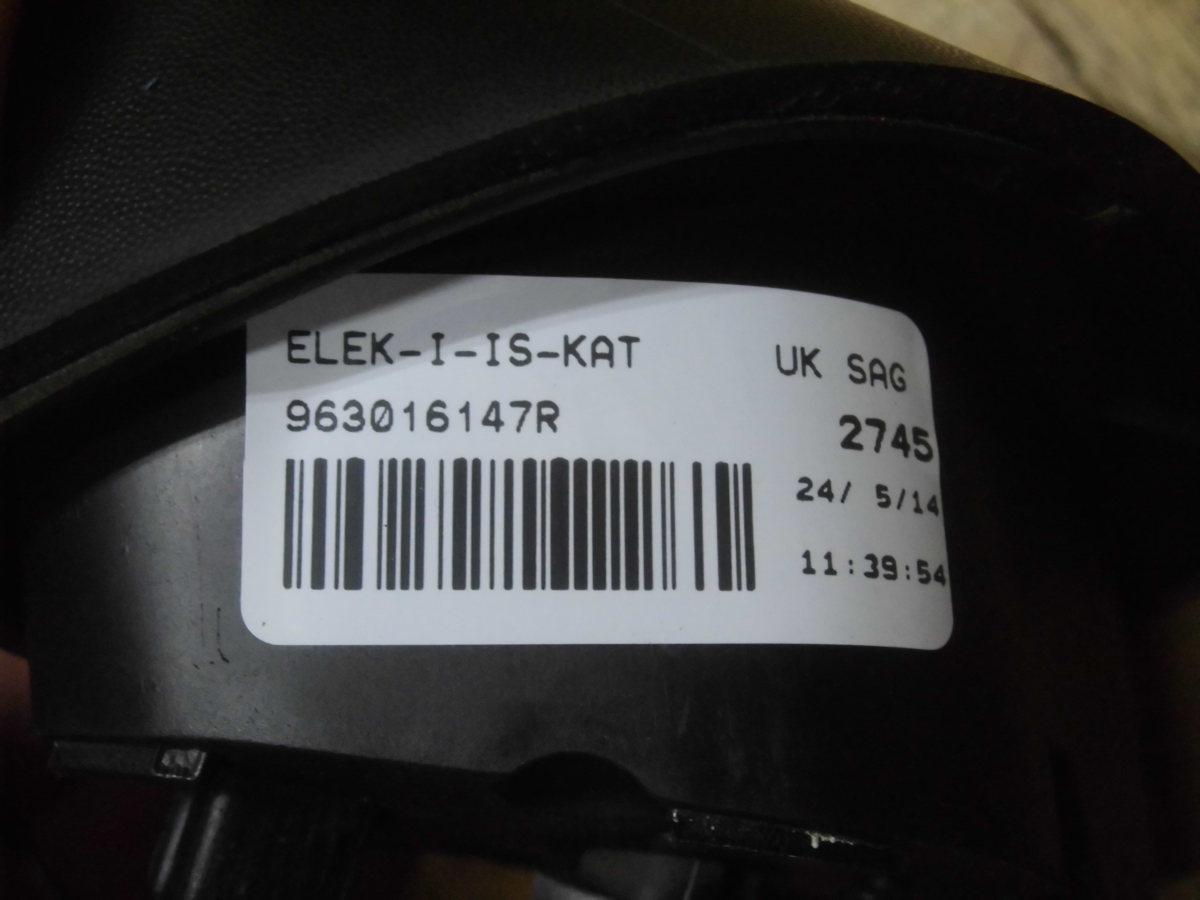 ELEK-I-IS-KAT
963016147R
UK SAG
2745
24/ 5/14
11:39:54